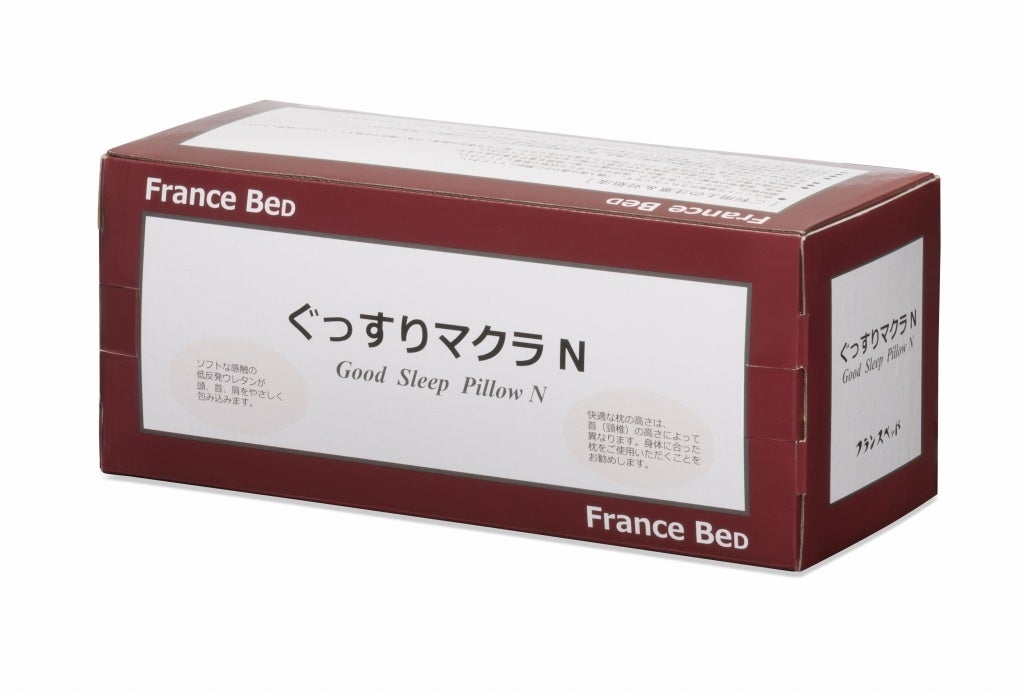 France BeD
ぐっすりマクラ N
Good Sleep Pillow N
ソフトな感触の
低反発ウレタンが
頭、首、肩をやさしく
包み込みます。
快適な枕の高さは、
首（頸椎）の高さによって
異なります。身体に合った
枕をご使用いただくことを
お勧めします。
France BeD
France BeD
ぐっすりマクラ N
Good Sleep Pillow N
フランスベッド